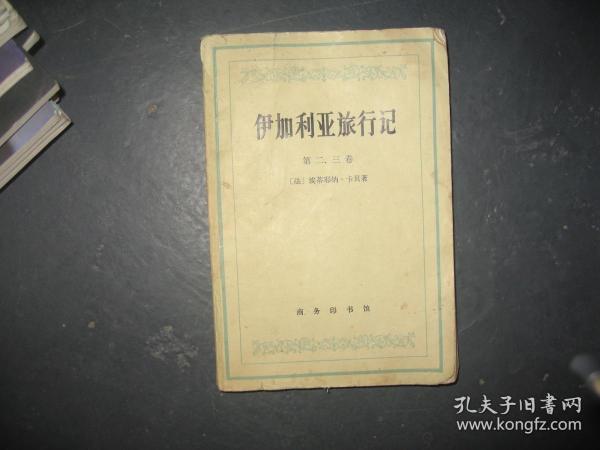 伊加利亚旅行记
第二、三卷
〔法〕埃蒂耶纳·卡贝著
商务印书馆
孔夫子旧书网
www.kongfz.com